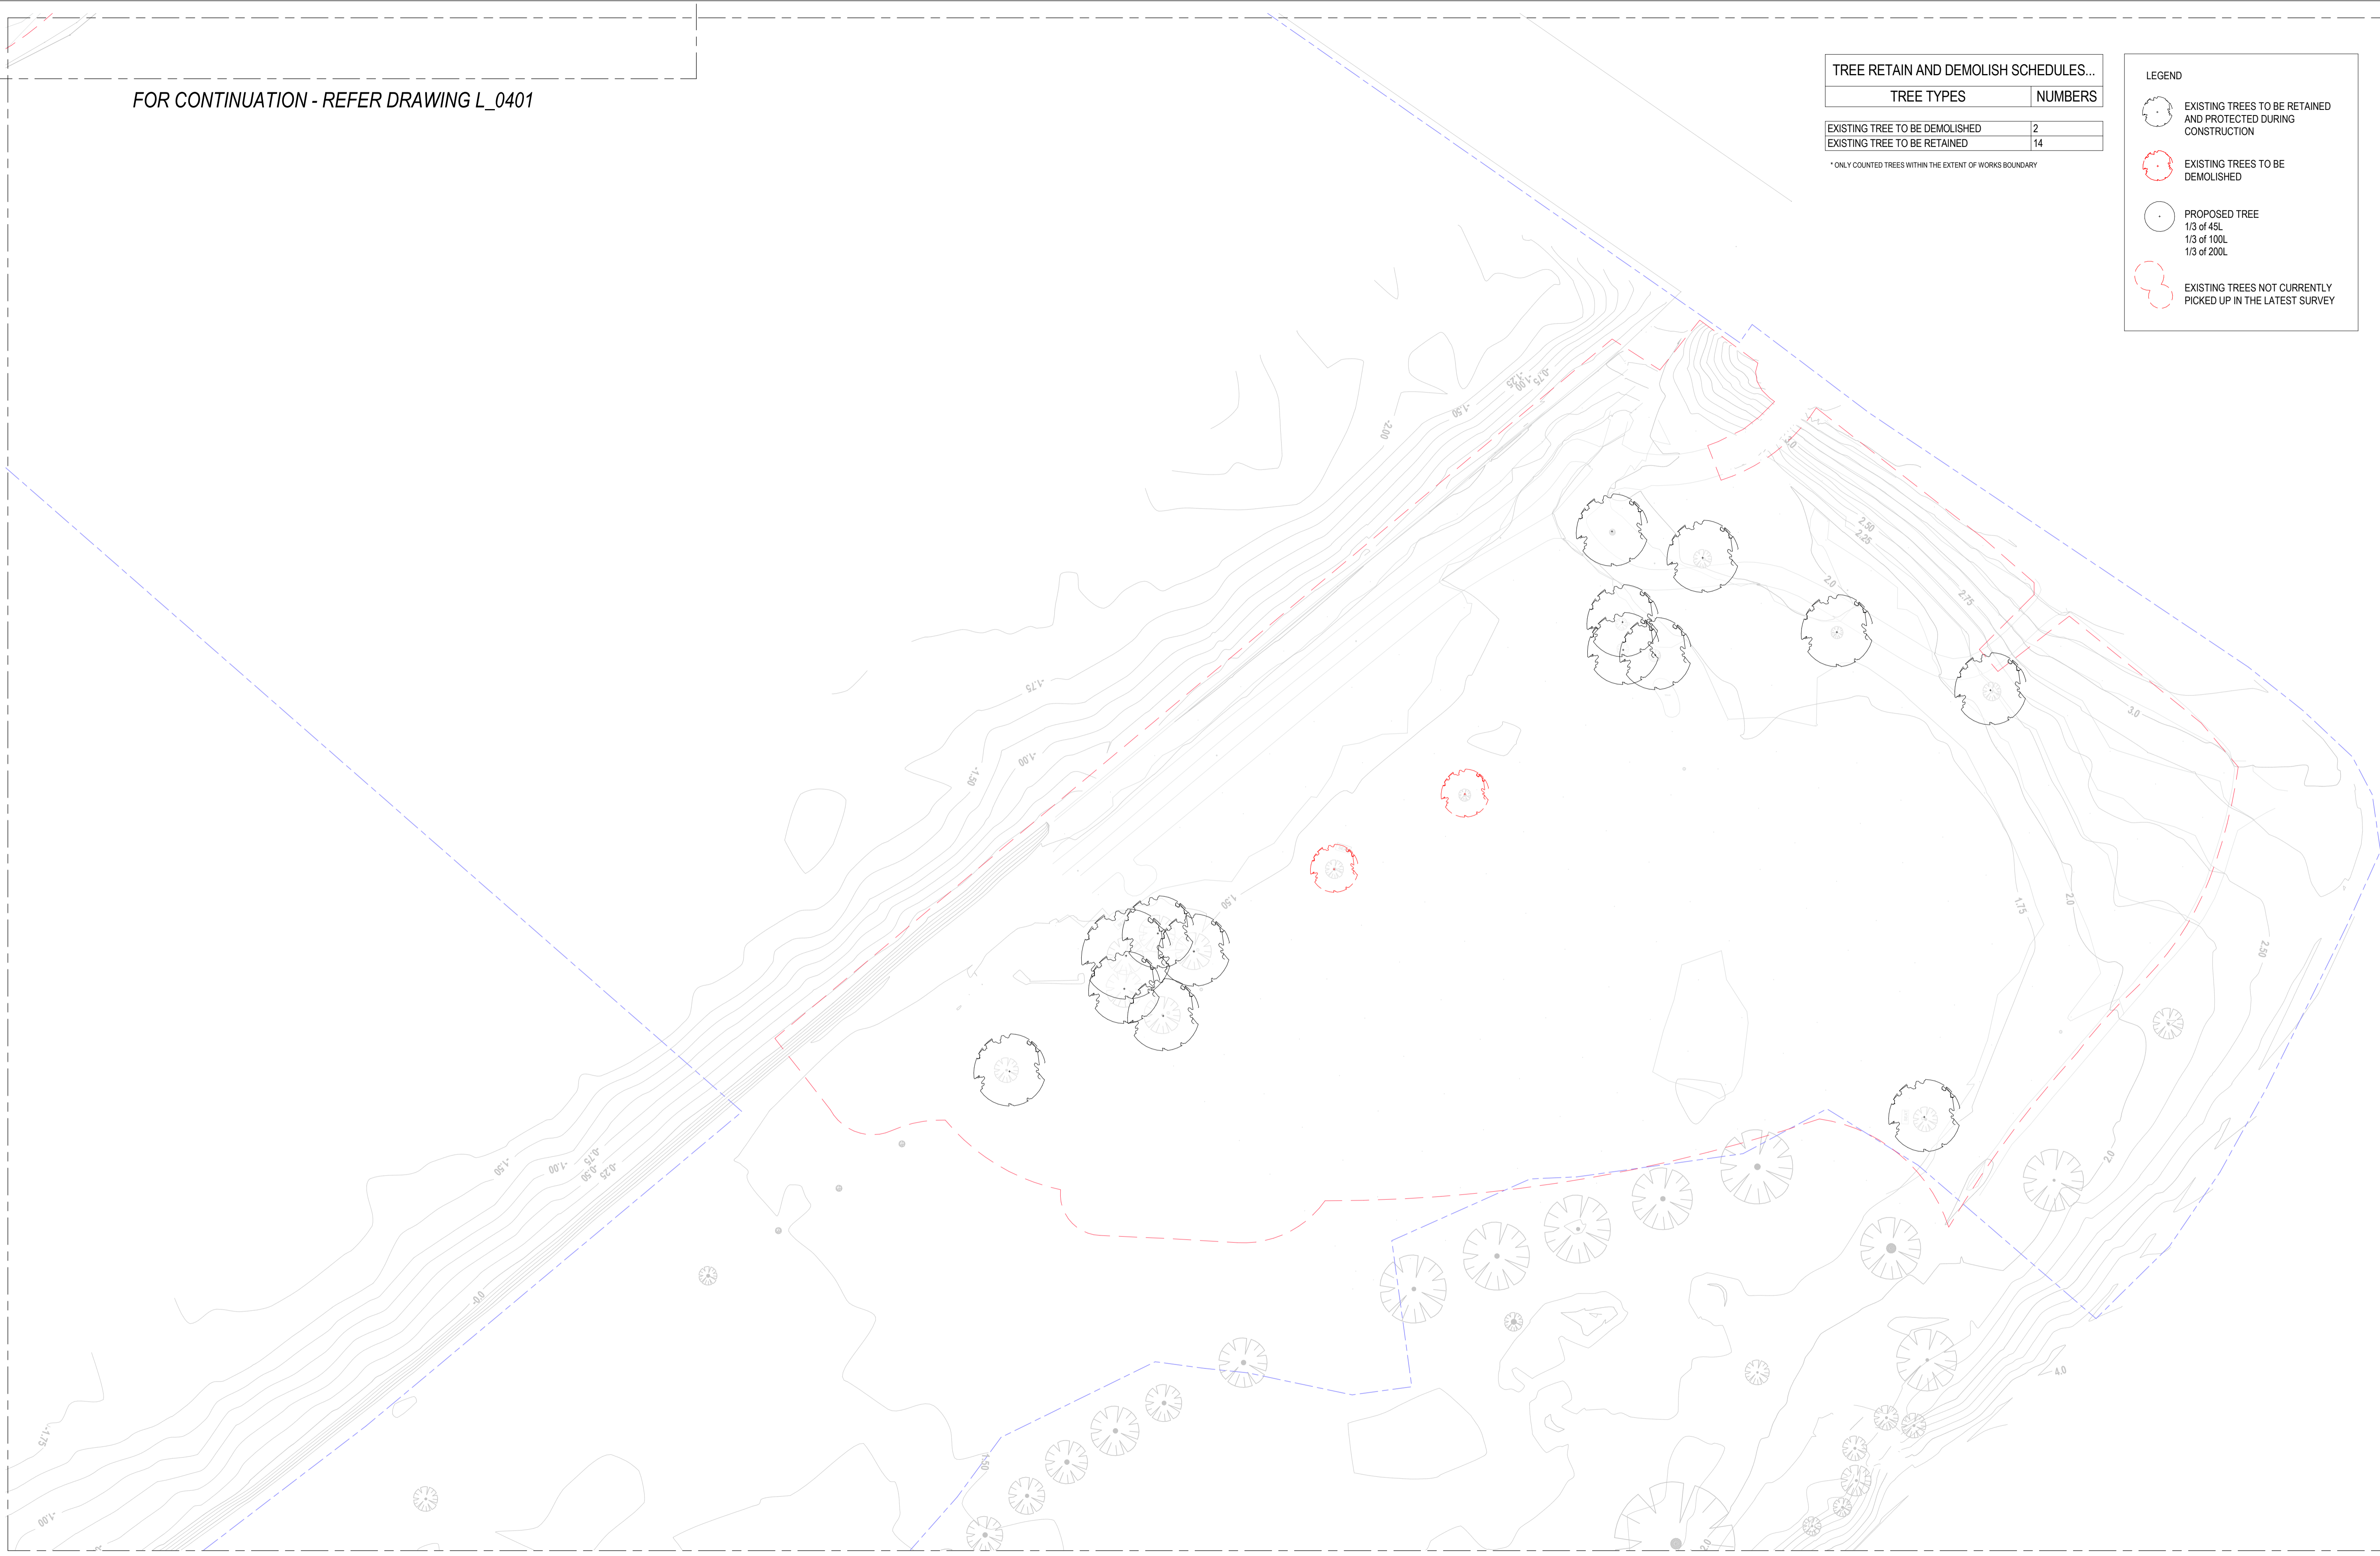 FOR CONTINUATION - REFER DRAWING L_0401
TREE RETAIN AND DEMOLISH SCHEDULES...
TREE TYPES NUMBERS
EXISTING TREE TO BE DEMOLISHED 2
EXISTING TREE TO BE RETAINED 14
* ONLY COUNTED TREES WITHIN THE EXTENT OF WORKS BOUNDARY
LEGEND
EXISTING TREES TO BE RETAINED
AND PROTECTED DURING
CONSTRUCTION
EXISTING TREES TO BE
DEMOLISHED
PROPOSED TREE
1/3 of 45L
1/3 of 100L
1/3 of 200L
EXISTING TREES NOT CURRENTLY
PICKED UP IN THE LATEST SURVEY
-0.75
-1.00
-1.25
-1.50
-2.00
2.50
2.25
2.0
2.75
-1.75
3.0
-1.00
-1.50
1.50
1.75
2.0
2.50
-1.50
-1.00
-0.75
-0.50
-0.25
2.0
-0.0
4.0
-1.75
1.50
-1.00
2.0